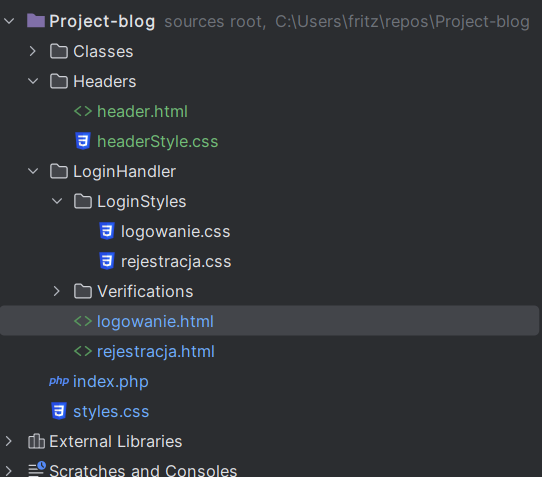 Project-blog sources root, C:\Users\fritz\repos\Project-blog
Classes
Headers
<> header.html
headerStyle.css
LoginHandler
LoginStyles
logowanie.css
rejestracja.css
Verifications
<> logowanie.html
<> rejestracja.html
php index.php
styles.css
External Libraries
Scratches and Consoles